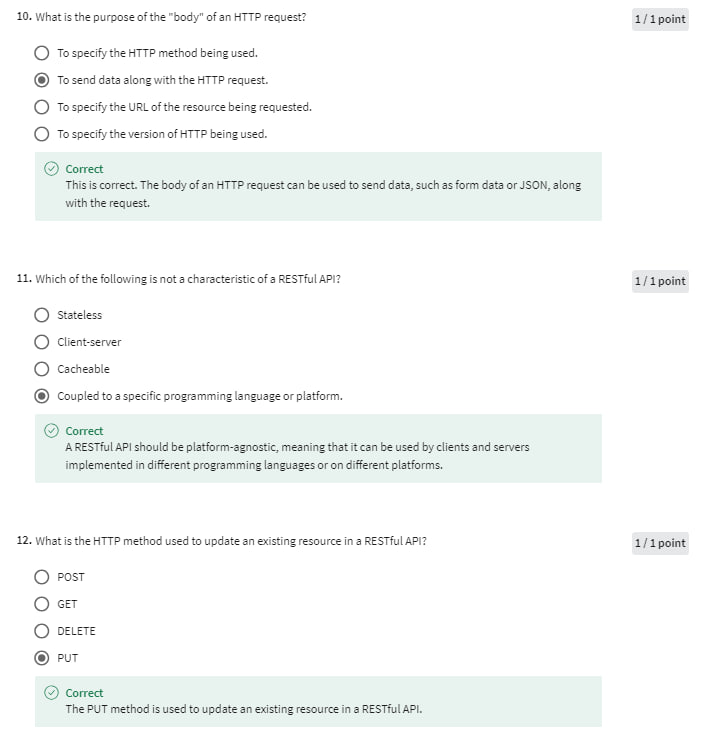 10. What is the purpose of the "body" of an HTTP request?
1 / 1 point
To specify the HTTP method being used.
To send data along with the HTTP request.
To specify the URL of the resource being requested.
To specify the version of HTTP being used.
Correct
This is correct. The body of an HTTP request can be used to send data, such as form data or JSON, along
with the request.
11. Which of the following is not a characteristic of a RESTful API?
1 / 1 point
Stateless
Client-server
Cacheable
Coupled to a specific programming language or platform.
Correct
A RESTful API should be platform-agnostic, meaning that it can be used by clients and servers
implemented in different programming languages or on different platforms.
12. What is the HTTP method used to update an existing resource in a RESTful API?
1 / 1 point
POST
GET
DELETE
PUT
Correct
The PUT method is used to update an existing resource in a RESTful API.